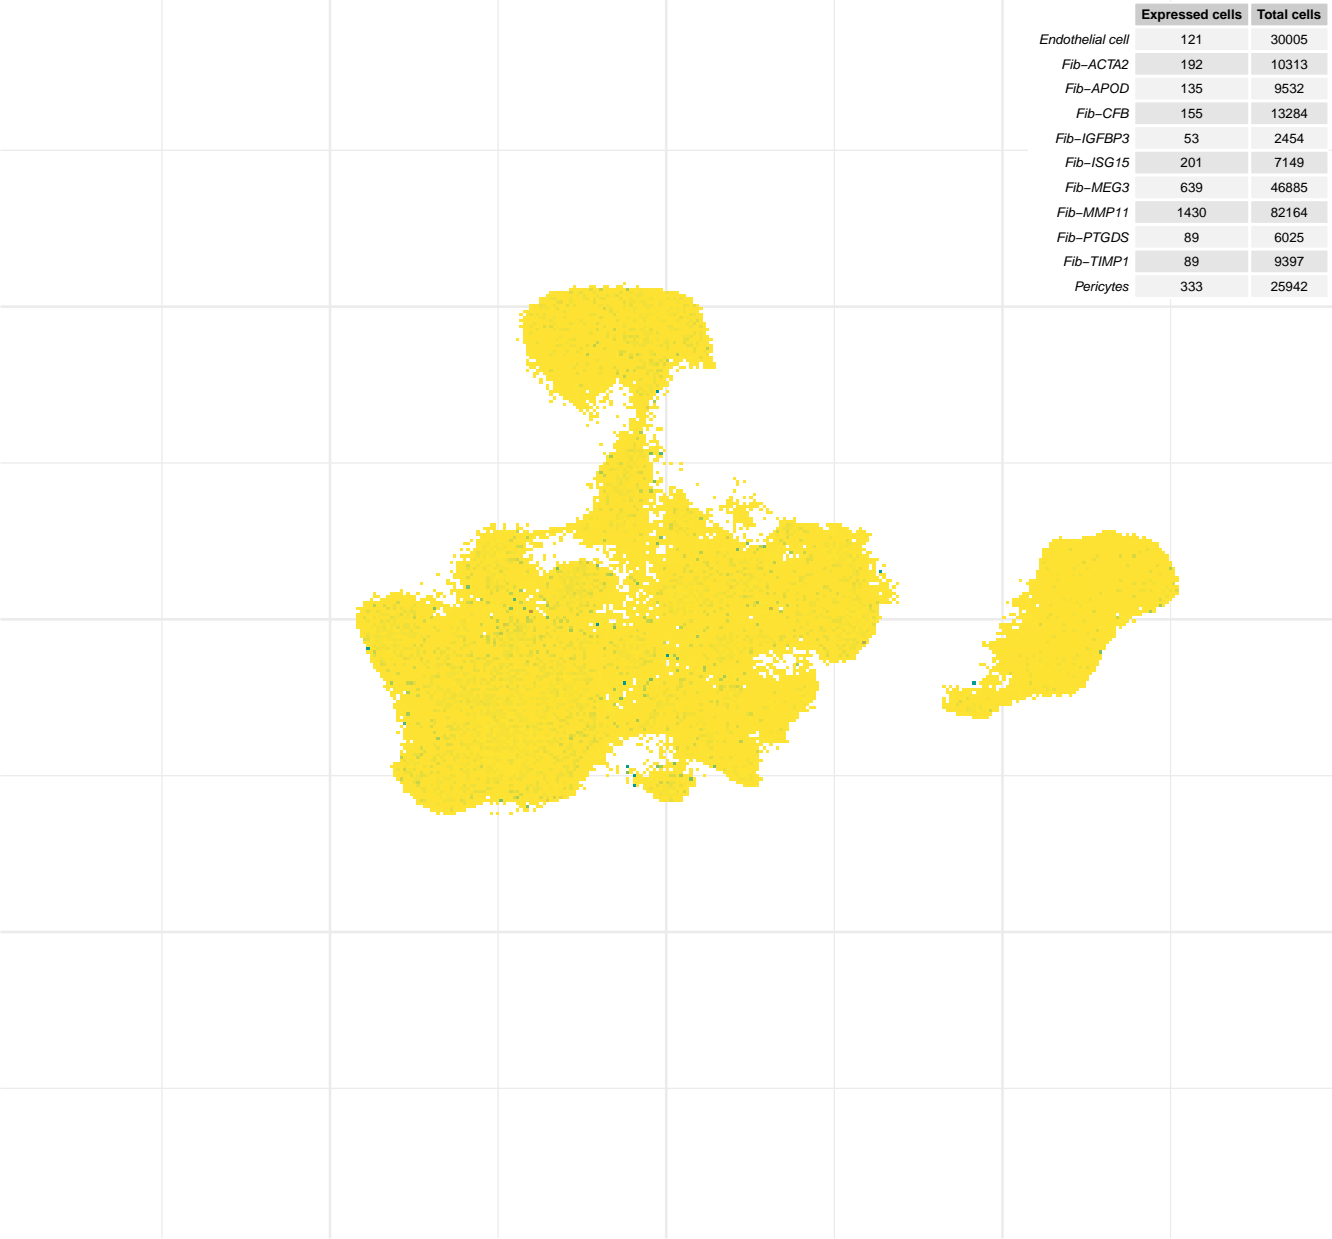 Expressed cells Total cells
Endothelial cell 121 30005
Fib−ACTA2 192 10313
Fib−APOD 135 9532
Fib−CFB 155 13284
Fib−IGFBP3 53 2454
Fib−ISG15 201 7149
Fib−MEG3 639 46885
Fib−MMP11 1430 82164
Fib−PTGDS 89 6025
Fib−TIMP1 89 9397
Pericytes 333 25942